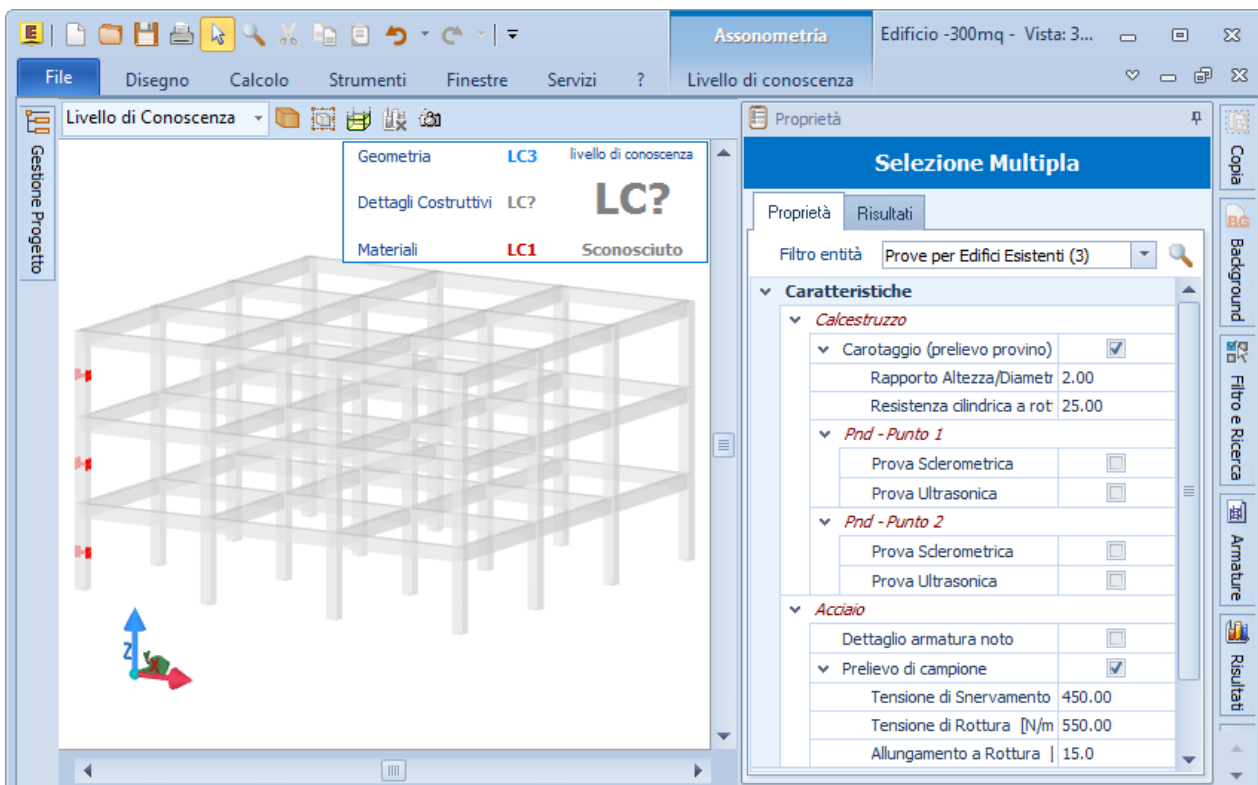 E
Assonometria
Edificio -300mq - Vista: 3...
File
Disegno
Calcolo
Strumenti
Finestre
Servizi
?
Livello di conoscenza
Gestione Progetto
Livello di Conoscenza
Geometria LC3
Dettagli Costruttivi LC?
Materiali LC1
livello di conoscenza
LC?
Sconosciuto
Z
X
Proprietà
Selezione Multipla
Proprietà
Risultati
Filtro entità Prove per Edifici Esistenti (3)
Caratteristiche
Calcestruzzo
Carotaggio (prelievo provino)
Rapporto Altezza/Diametr 2.00
Resistenza cilindrica a rot 25.00
Pnd - Punto 1
Prova Sclerometrica
Prova Ultrasonica
Pnd - Punto 2
Prova Sclerometrica
Prova Ultrasonica
Acciaio
Dettaglio armatura noto
Prelievo di campione
Tensione di Snervamento 450.00
Tensione di Rottura [N/m 550.00
Allungamento a Rottura | 15.0
Copia
BG
Background
Filtro e Ricerca
Armature
Risultati